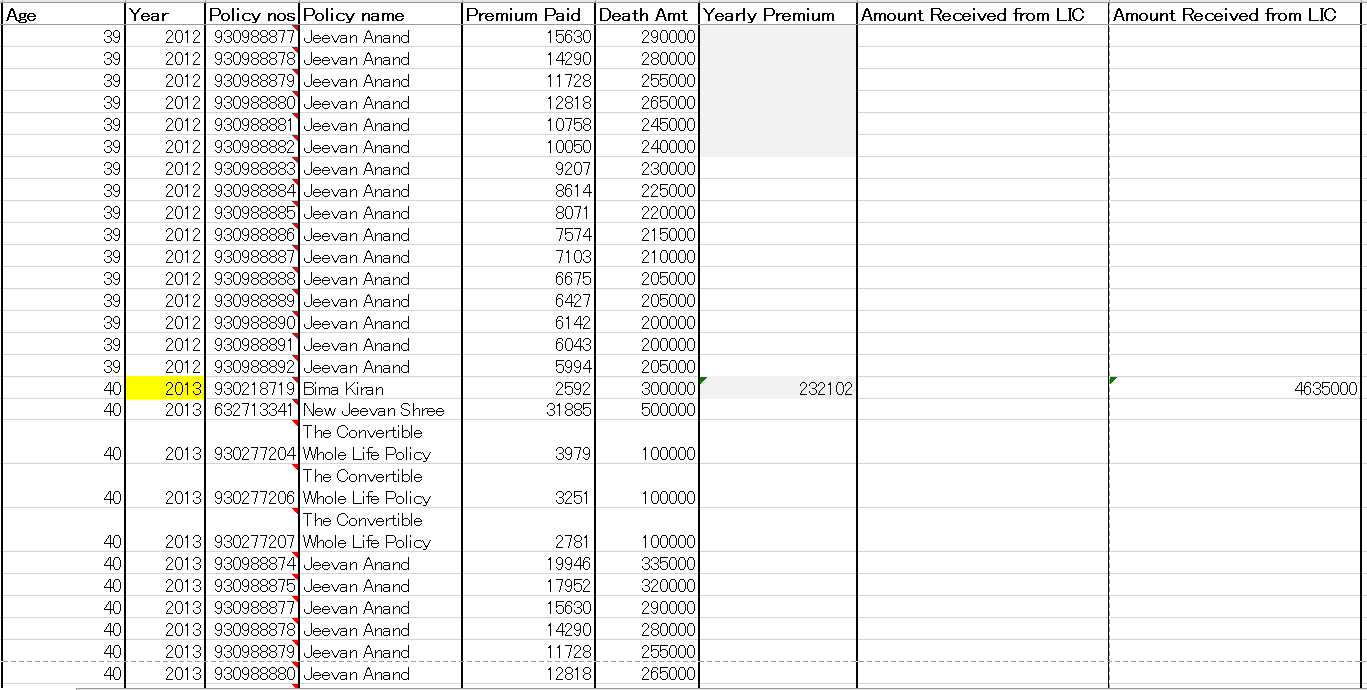 Age Year Policy nos Policy name Premium Paid Death Amt Yearly Premium Amount Received from LIC Amount Received from LIC
39 2012 930988877 Jeevan Anand 15630 290000
39 2012 930988878 Jeevan Anand 14290 280000
39 2012 930988879 Jeevan Anand 11728 255000
39 2012 930988880 Jeevan Anand 12818 265000
39 2012 930988881 Jeevan Anand 10758 245000
39 2012 930988882 Jeevan Anand 10050 240000
39 2012 930988883 Jeevan Anand 9207 230000
39 2012 930988884 Jeevan Anand 8614 225000
39 2012 930988885 Jeevan Anand 8071 220000
39 2012 930988886 Jeevan Anand 7574 215000
39 2012 930988887 Jeevan Anand 7103 210000
39 2012 930988888 Jeevan Anand 6675 205000
39 2012 930988889 Jeevan Anand 6427 205000
39 2012 930988890 Jeevan Anand 6142 200000
39 2012 930988891 Jeevan Anand 6043 200000
39 2012 930988892 Jeevan Anand 5994 205000
40 2013 930218719 Bima Kiran 2592 300000 232102 4635000
40 2013 632713341 New Jeevan Shree 31885 500000
The Convertible
40 2013 930277204 Whole Life Policy 3979 100000
The Convertible
40 2013 930277206 Whole Life Policy 3251 100000
The Convertible
40 2013 930277207 Whole Life Policy 2781 100000
40 2013 930988874 Jeevan Anand 19946 335000
40 2013 930988875 Jeevan Anand 17952 320000
40 2013 930988877 Jeevan Anand 15630 290000
40 2013 930988878 Jeevan Anand 14290 280000
40 2013 930988879 Jeevan Anand 11728 255000
40 2013 930988880 Jeevan Anand 12818 265000